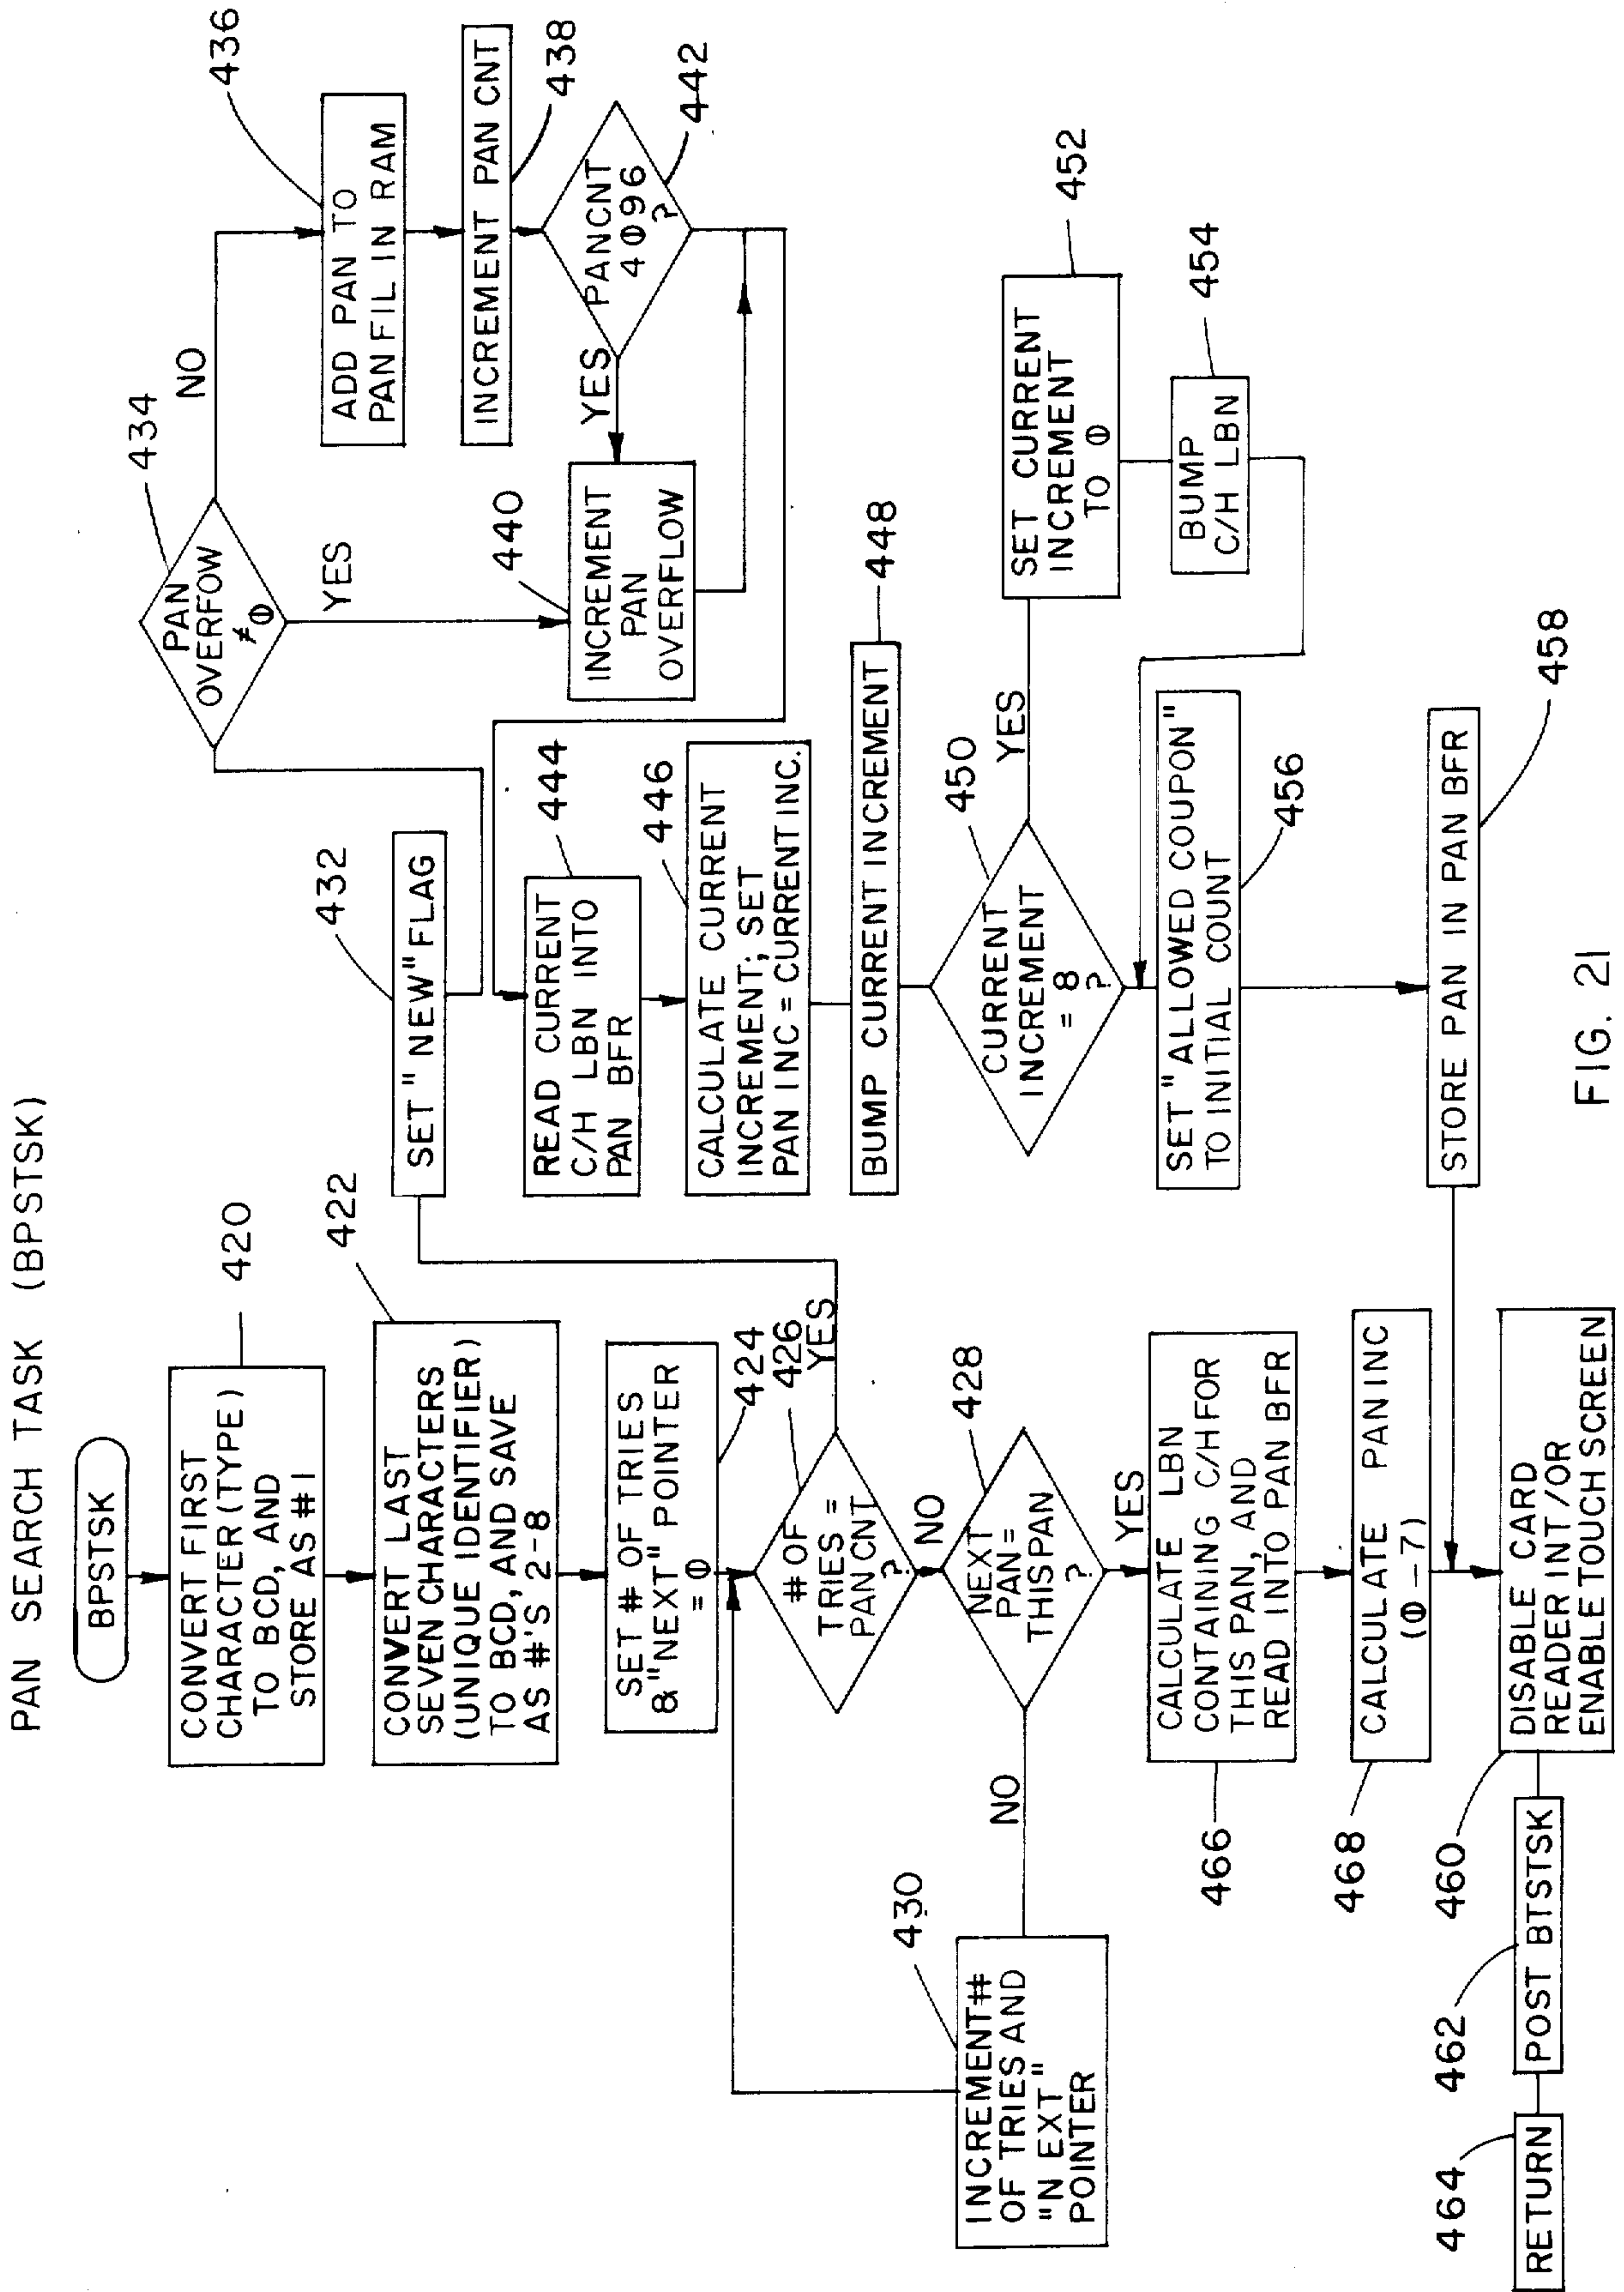 PAN SEARCH TASK (BPSTSK)
BPSTSK
CONVERT FIRST
CHARACTER (TYPE)
TO BCD, AND
STORE AS #1
420
CONVERT LAST
SEVEN CHARACTERS
(UNIQUE IDENTIFIER)
TO BCD, AND SAVE
AS #'S 2-8
422
SET # OF TRIES
& "NEXT" POINTER
= 0
424
# OF
TRIES =
PAN CNT
?
426
YES
NO
NEXT
PAN =
THIS PAN
?
428
NO
YES
INCREMENT #
OF TRIES AND
"N EXT"
POINTER
430
CALCULATE LBN
CONTAINING C/H FOR
THIS PAN, AND
READ INTO PAN BFR
466
CALCULATE PAN INC
(0-7)
468
DISABLE CARD
READER INT/OR
ENABLE TOUCH SCREEN
460
POST BTSTSK
462
RETURN
464
SET "NEW" FLAG
432
PAN
OVERFOW
≠ 0
434
NO
YES
ADD PAN TO
PANFIL IN RAM
436
INCREMENT PAN CNT
438
PANCNT
4096
?
442
YES
INCREMENT
PAN
OVERFLOW
440
READ CURRENT
C/H LBN INTO
PAN BFR
444
CALCULATE CURRENT
INCREMENT; SET
PAN INC = CURRENT INC.
446
BUMP CURRENT INCREMENT
448
CURRENT
INCREMENT
= 8
?
450
YES
SET CURRENT
INCREMENT
TO 0
452
BUMP
C/H LBN
454
SET "ALLOWED COUPON"
TO INITIAL COUNT
456
STORE PAN IN PAN BFR
458
FIG. 21